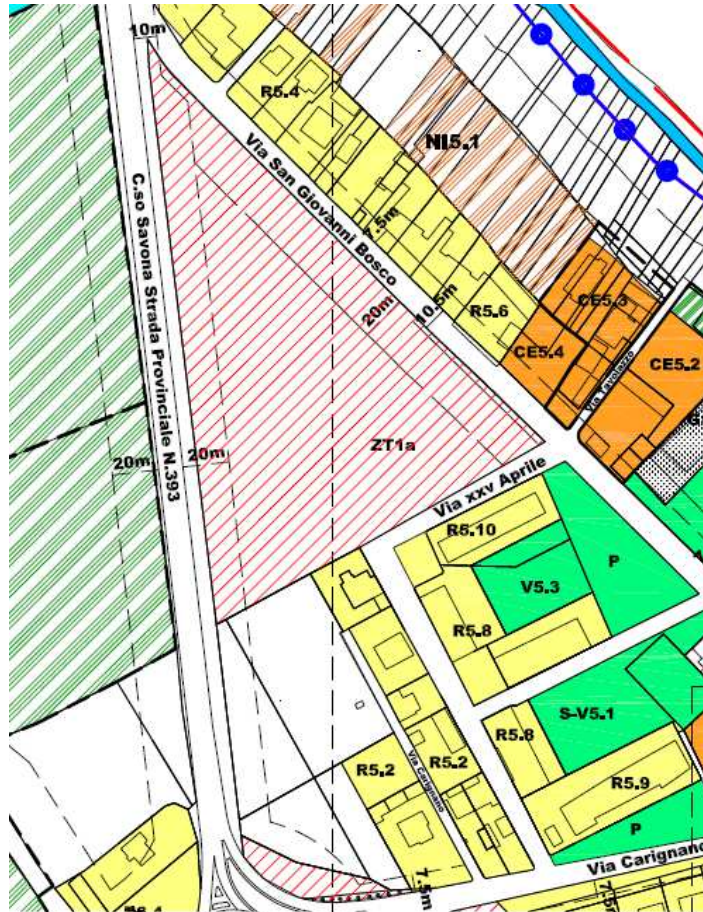 10m
R5.4
NI5.1
Via San Giovanni Bosco
C.so Savona Strada Provinciale N.393
7.5m
20m
10.5m
R5.6
CE5.3
CE5.4
CE5.2
Via Tavolazzo
ZT1a
20m
20m
Via xxv Aprile
R5.10
P
V5.3
R5.8
S-V5.1
R5.8
R5.2
R5.2
Via Carignano
R5.9
P
Via Carignano
7.5m
7.5m